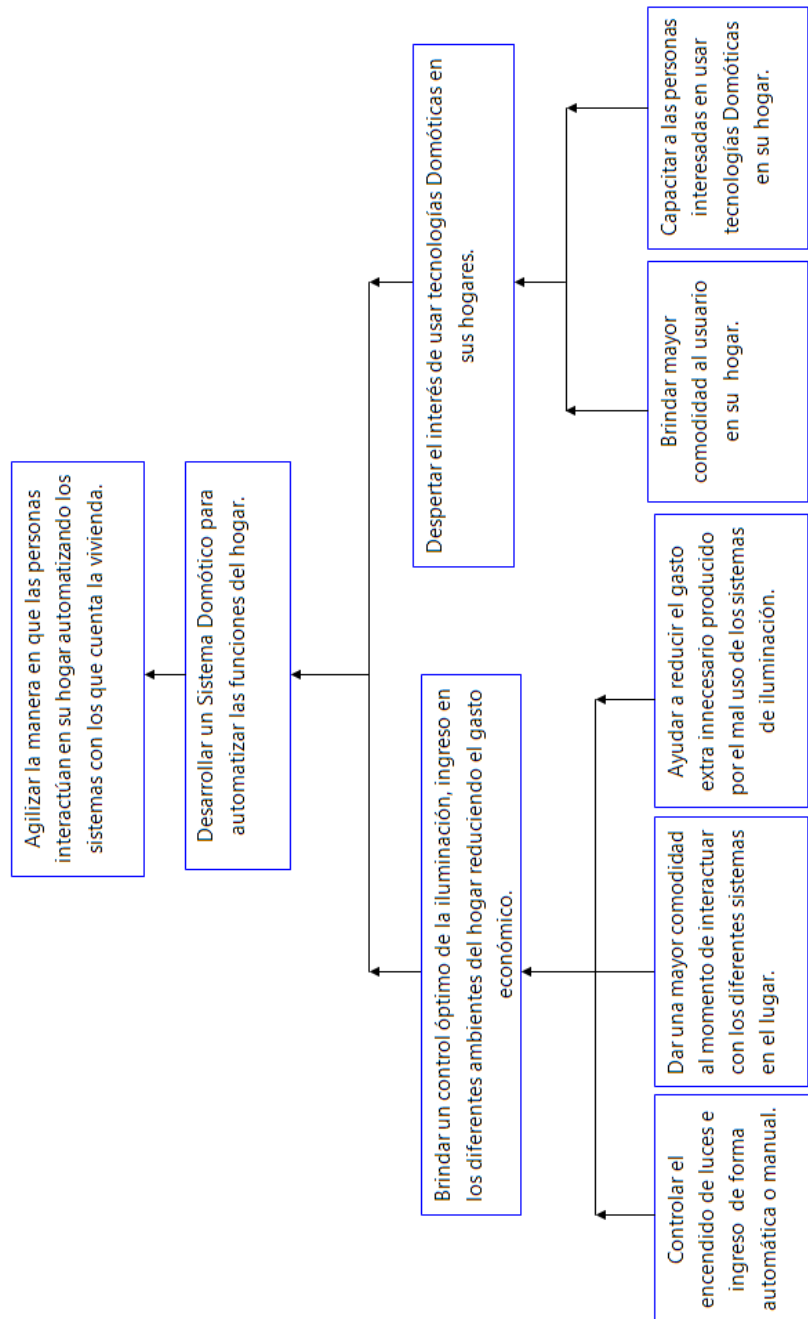 Agilizar la manera en que las personas
interactúan en su hogar automatizando los
sistemas con los que cuenta la vivienda.
Desarrollar un Sistema Domótico para
automatizar las funciones del hogar.
Brindar un control óptimo de la iluminación, ingreso en
los diferentes ambientes del hogar reduciendo el gasto
económico.
Despertar el interés de usar tecnologías Domóticas en
sus hogares.
Controlar el
encendido de luces e
ingreso de forma
automática o manual.
Dar una mayor comodidad
al momento de interactuar
con los diferentes sistemas
en el lugar.
Ayudar a reducir el gasto
extra innecesario producido
por el mal uso de los sistemas
de iluminación.
Brindar mayor
comodidad al usuario
en su hogar.
Capacitar a las personas
interesadas en usar
tecnologías Domóticas
en su hogar.